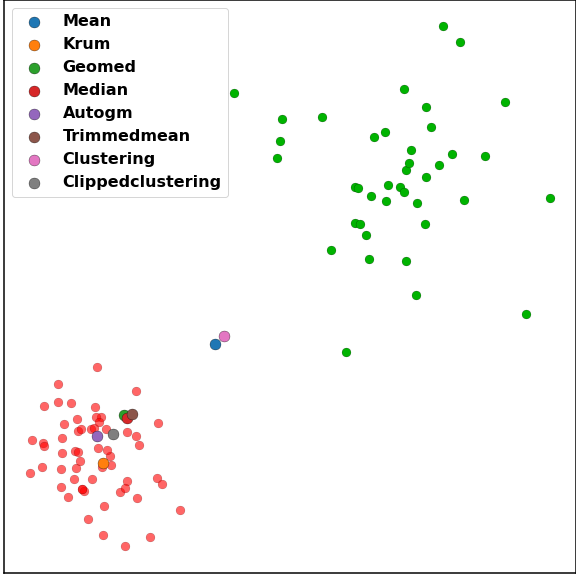 Mean
Krum
Geomed
Median
Autogm
Trimmedmean
Clustering
Clippedclustering